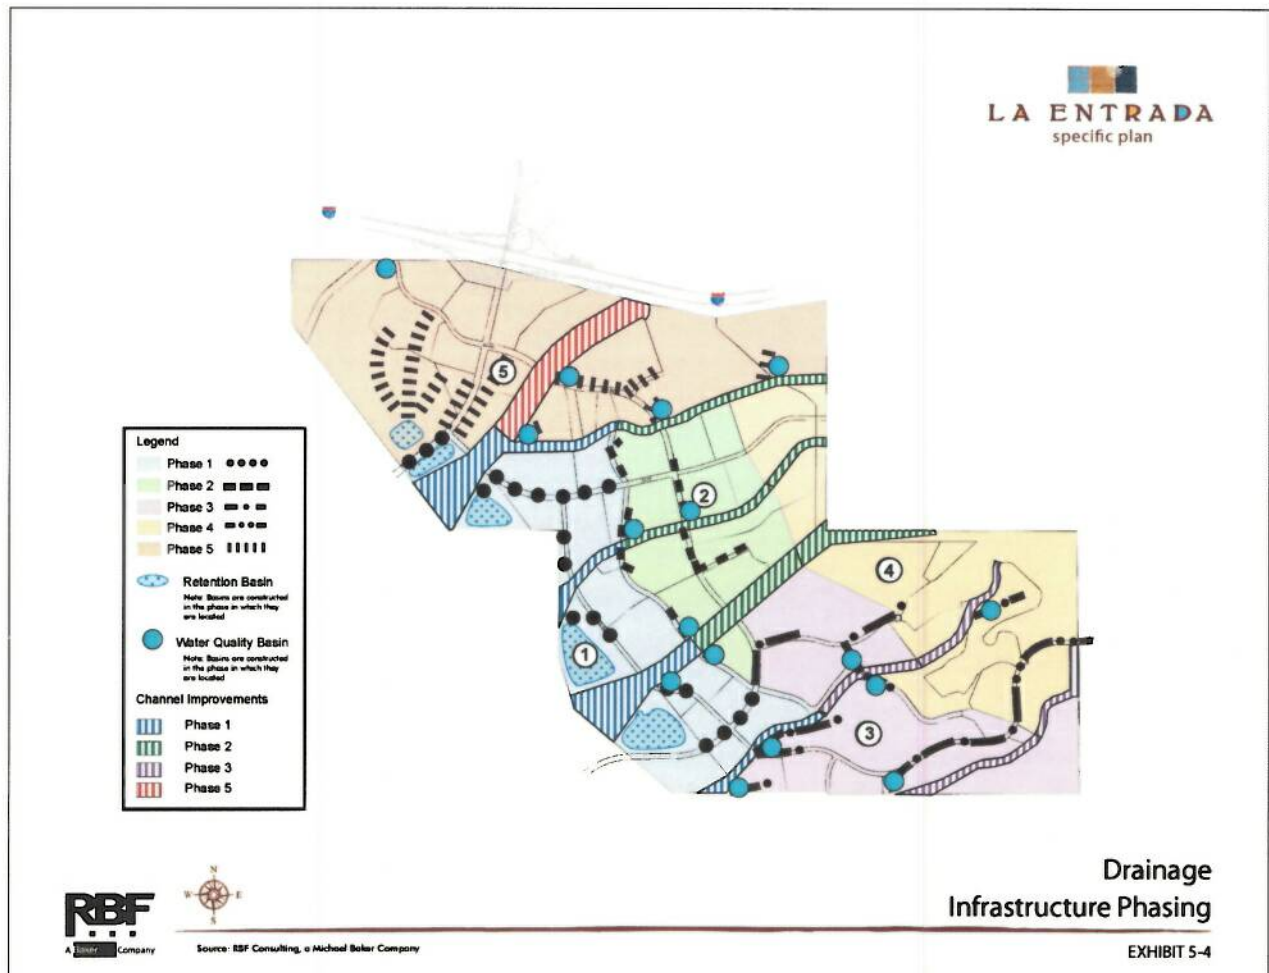 LA ENTRADA
specific plan
5
2
4
1
3
Legend
Phase 1
Phase 2
Phase 3
Phase 4
Phase 5
Retention Basin
Note: Basins are constructed
in the phase in which they
are located
Water Quality Basin
Note: Basins are constructed
in the phase in which they
are located
Channel Improvements
Phase 1
Phase 2
Phase 3
Phase 5
N
W
E
S
RBF
A Baker Company
Source: RBF Consulting, a Michael Baker Company
Drainage
Infrastructure Phasing
EXHIBIT 5-4